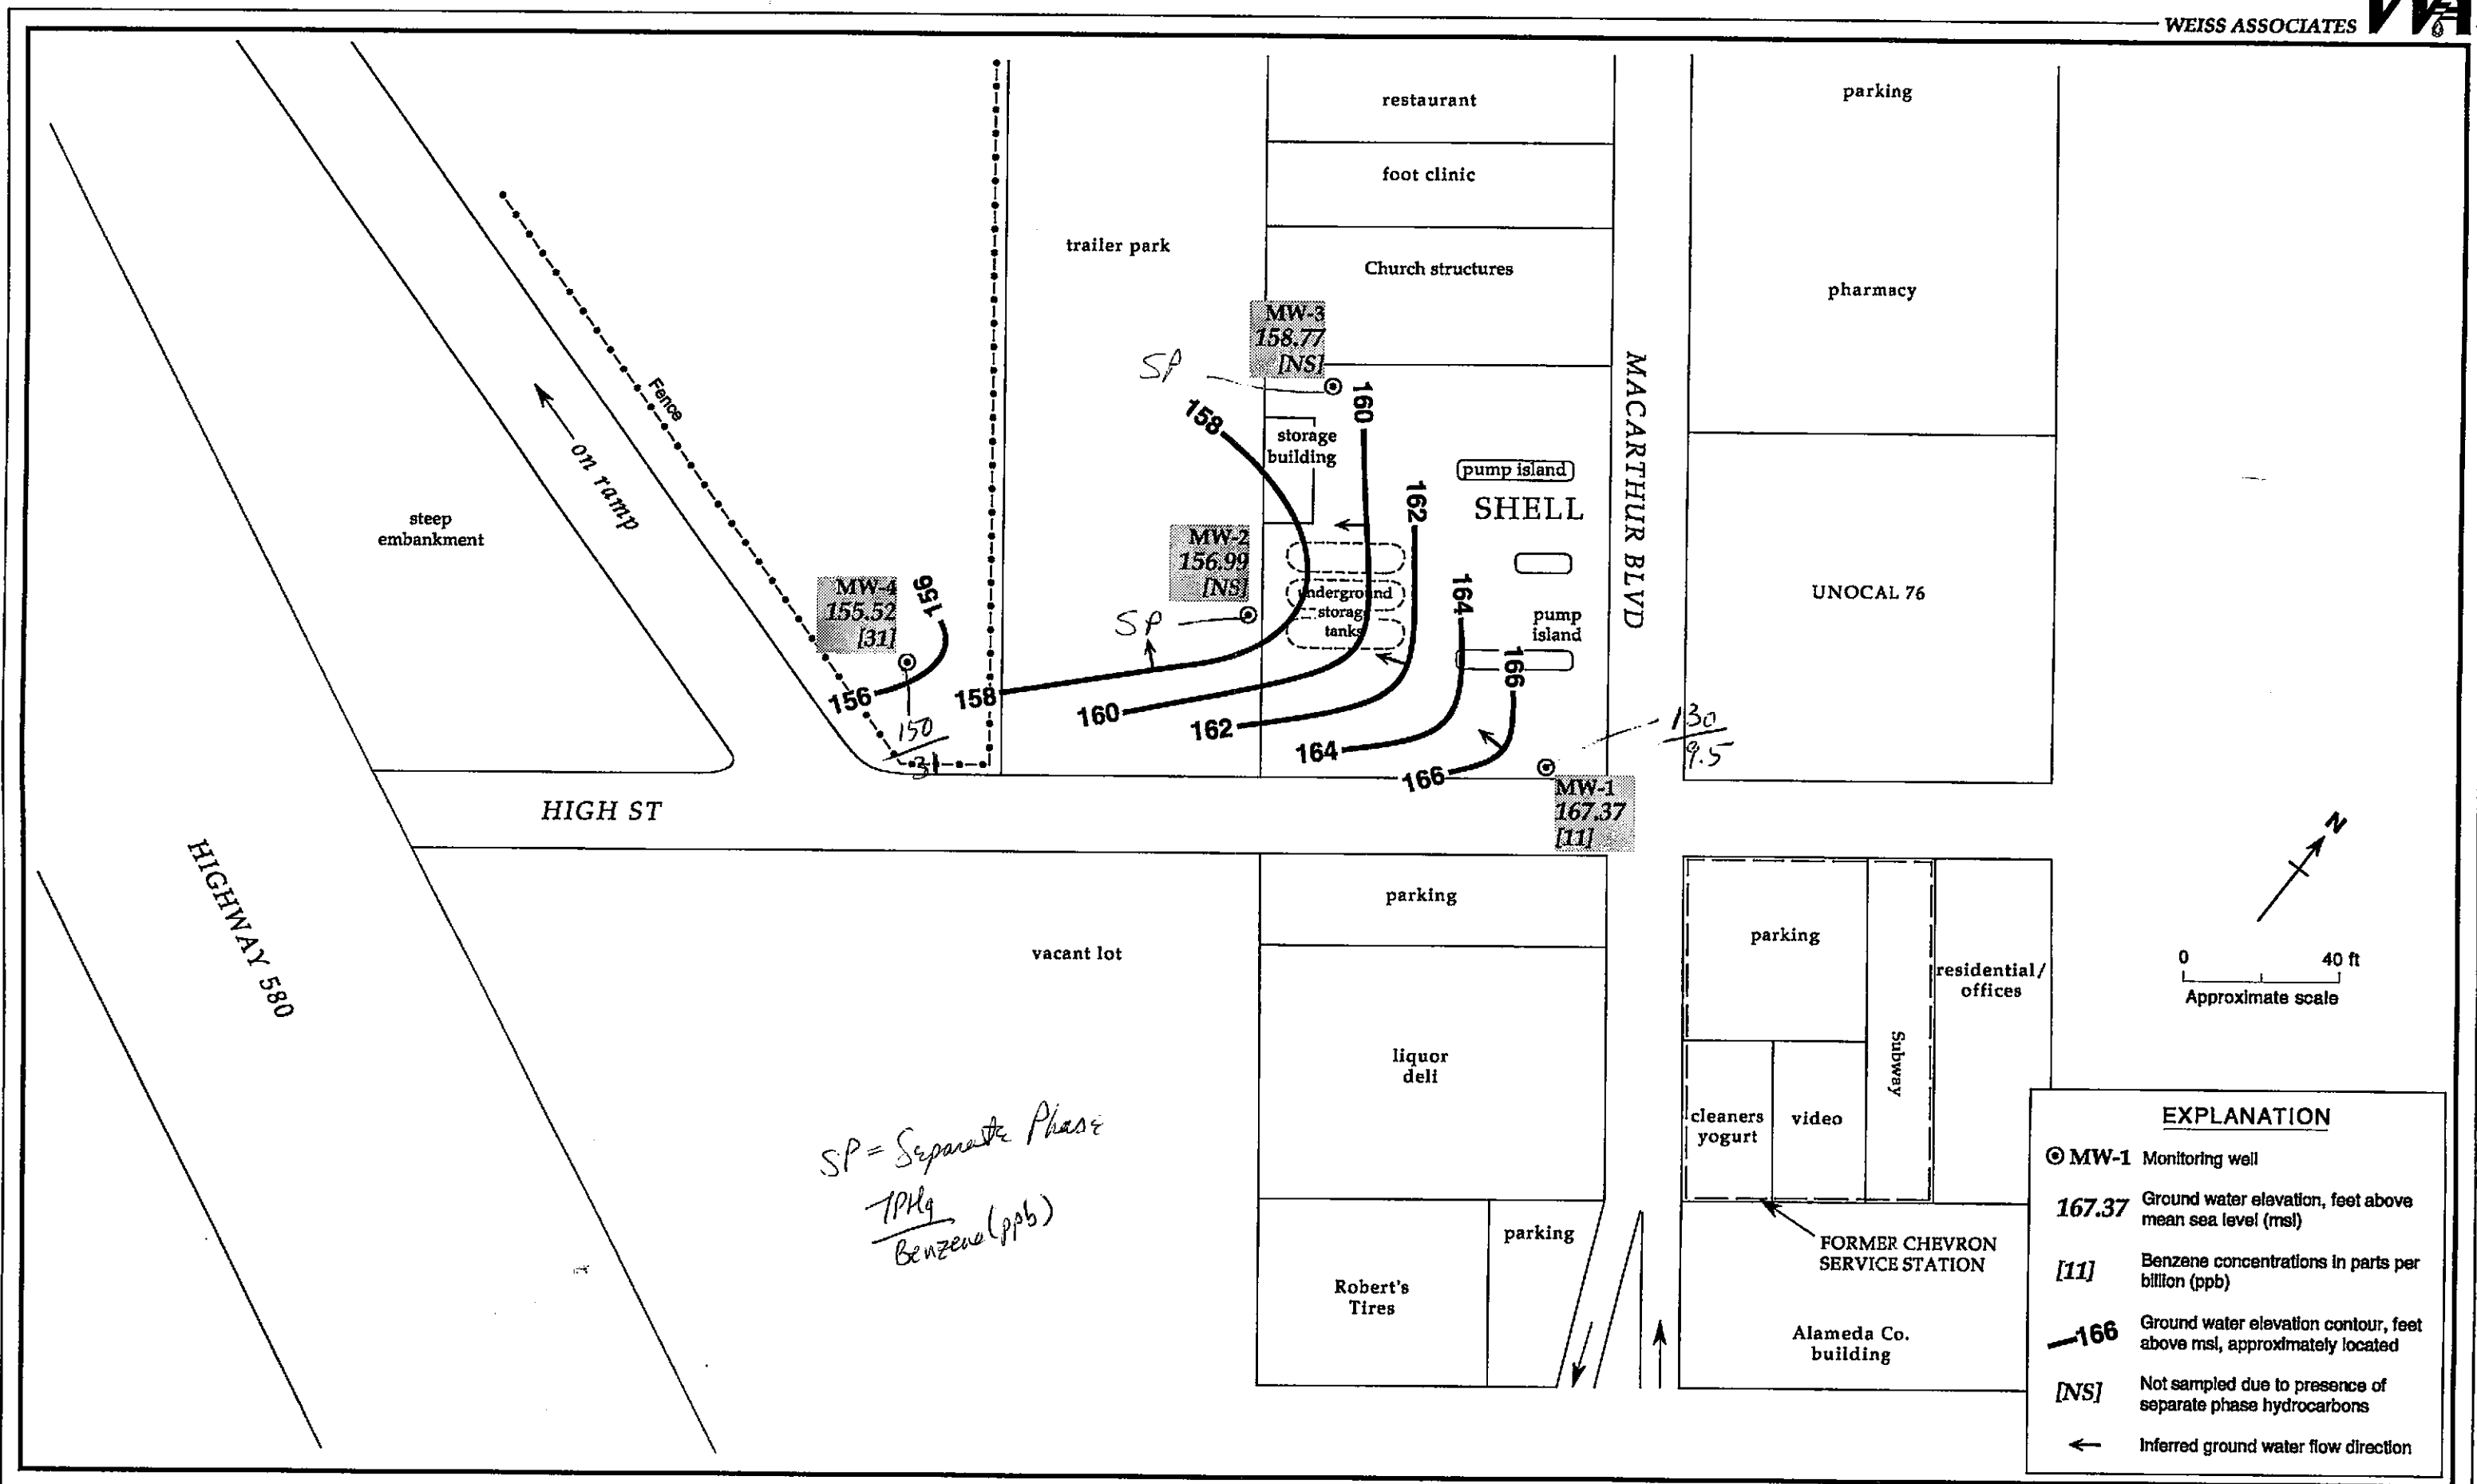 WEISS ASSOCIATES
WA
restaurant
foot clinic
Church structures
trailer park
parking
pharmacy
UNOCAL 76
MACARTHUR BLVD
MW-3
158.77
[NS]
SP
158
160
storage
building
pump island
SHELL
162
164
166
pump
island
underground
storage
tanks
MW-2
156.99
[NS]
SP
Fence
on ramp
steep
embankment
MW-4
155.52
[31]
156
156
158
160
162
164
166
150
31
130
9.5
MW-1
167.37
[11]
HIGH ST
HIGHWAY 580
N
0 40 ft
Approximate scale
vacant lot
parking
liquor
deli
Robert's
Tires
parking
parking
Subway
residential/
offices
cleaners
yogurt
video
FORMER CHEVRON
SERVICE STATION
Alameda Co.
building
SP = Separate Phase
TPHg
Benzene (ppb)
EXPLANATION
MW-1 Monitoring well
167.37 Ground water elevation, feet above
mean sea level (msl)
[11] Benzene concentrations in parts per
billion (ppb)
166 Ground water elevation contour, feet
above msl, approximately located
[NS] Not sampled due to presence of
separate phase hydrocarbons
Inferred ground water flow direction